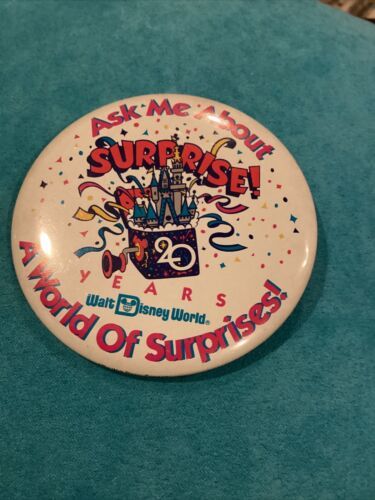 Ask Me About
SURPRISE!
20
YEARS
Walt Disney World®
A World Of Surprises!